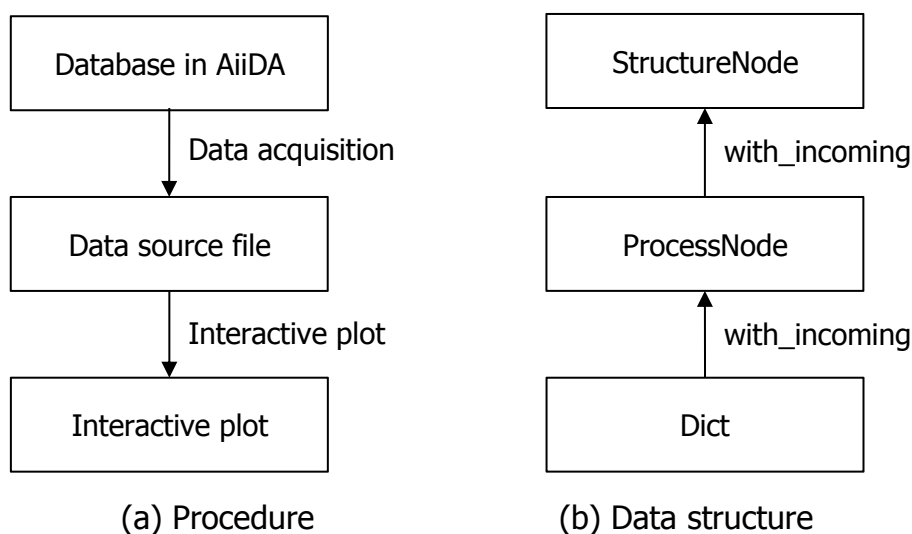 Database in AiiDA
Data acquisition
Data source file
Interactive plot
Interactive plot
(a) Procedure
StructureNode
with_incoming
ProcessNode
with_incoming
Dict
(b) Data structure